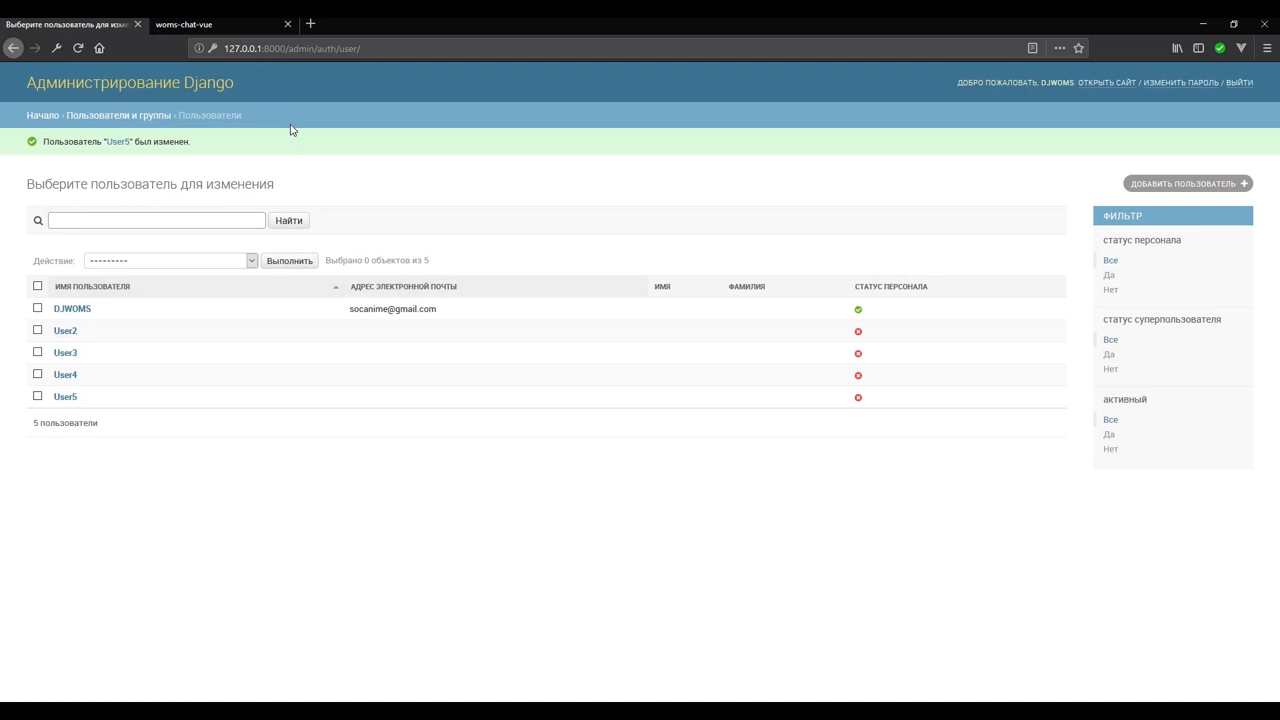 Выберите пользователь для изме
woms-chat-vue
127.0.0.1:8000/admin/auth/user/
Администрирование Django
ДОБРО ПОЖАЛОВАТЬ, DJWOMS. ОТКРЫТЬ САЙТ / ИЗМЕНИТЬ ПАРОЛЬ / ВЫЙТИ
Начало › Пользователи и группы › Пользователи
Пользователь "User5" был изменен.
Выберите пользователь для изменения
ДОБАВИТЬ ПОЛЬЗОВАТЕЛЬ +
Найти
Действие: --------- Выполнить Выбрано 0 объектов из 5
ИМЯ ПОЛЬЗОВАТЕЛЯ АДРЕС ЭЛЕКТРОННОЙ ПОЧТЫ ИМЯ ФАМИЛИЯ СТАТУС ПЕРСОНАЛА
DJWOMS socanime@gmail.com
User2
User3
User4
User5
5 пользователи
ФИЛЬТР
статус персонала
Все
Да
Нет
статус суперпользователя
Все
Да
Нет
активный
Все
Да
Нет